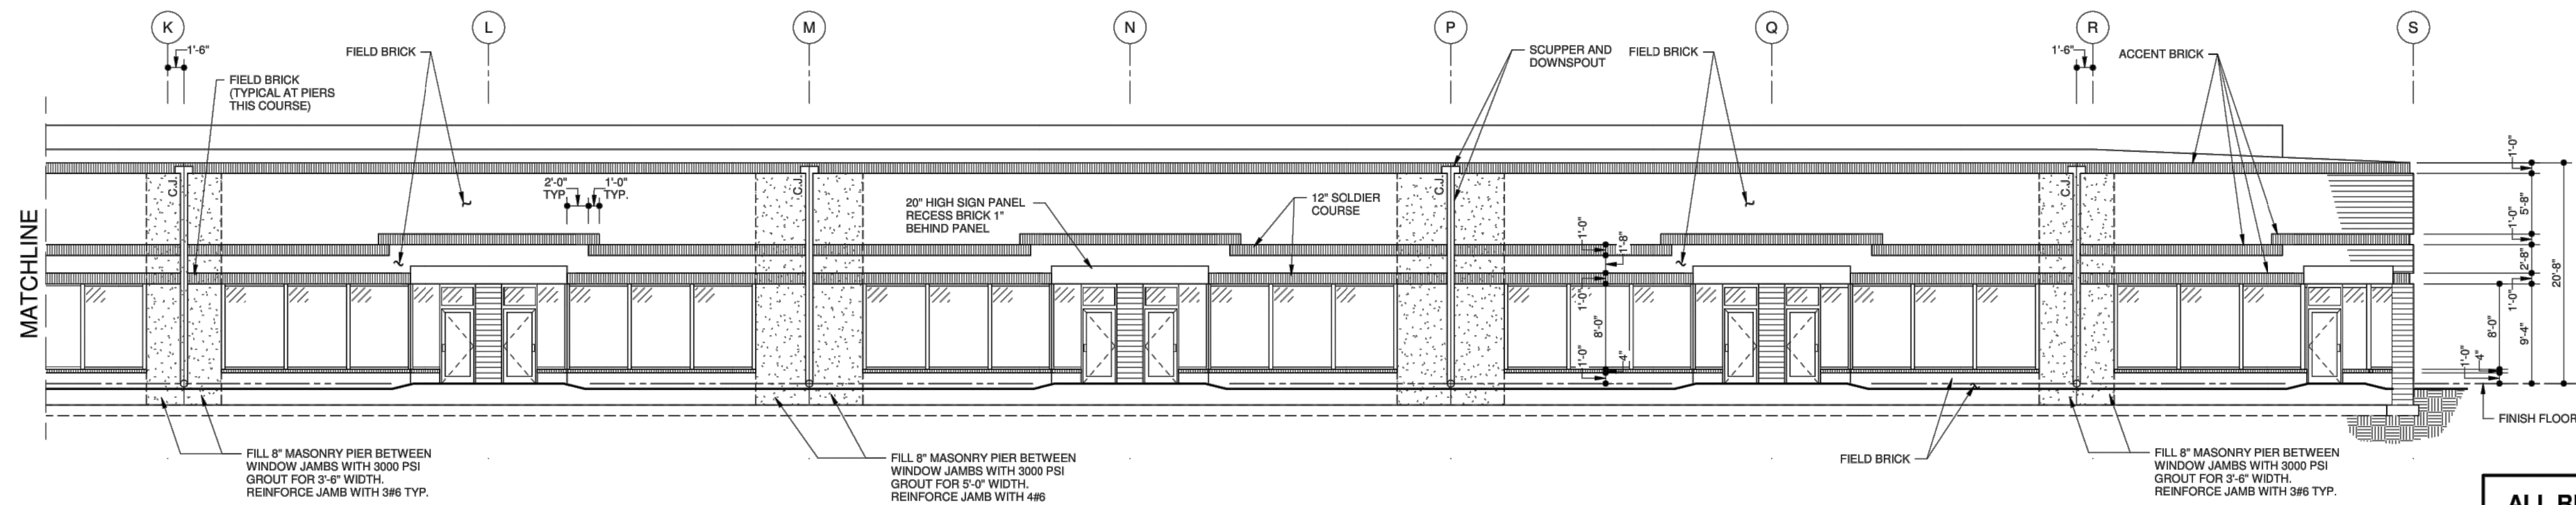 K
L
M
N
P
Q
R
S
1'-6"
FIELD BRICK
FIELD BRICK
(TYPICAL AT PIERS
THIS COURSE)
SCUPPER AND
DOWNSPOUT
FIELD BRICK
1'-6"
ACCENT BRICK
MATCHLINE
C.J.
2'-0"
TYP.
1'-0"
TYP.
C.J.
20" HIGH SIGN PANEL
RECESS BRICK 1"
BEHIND PANEL
12" SOLDIER
COURSE
C.J.
C.J.
1'-0"
1'-8"
1'-0"
8'-0"
1'-0"
4"
1'-0"
5'-8"
1'-0"
2'-8"
1'-0"
9'-4"
8'-0"
1'-0"
4"
20'-8"
FINISH FLOOR
FILL 8" MASONRY PIER BETWEEN
WINDOW JAMBS WITH 3000 PSI
GROUT FOR 3'-6" WIDTH.
REINFORCE JAMB WITH 3#6 TYP.
FILL 8" MASONRY PIER BETWEEN
WINDOW JAMBS WITH 3000 PSI
GROUT FOR 5'-0" WIDTH.
REINFORCE JAMB WITH 4#6
FIELD BRICK
FILL 8" MASONRY PIER BETWEEN
WINDOW JAMBS WITH 3000 PSI
GROUT FOR 3'-6" WIDTH.
REINFORCE JAMB WITH 3#6 TYP.
ALL